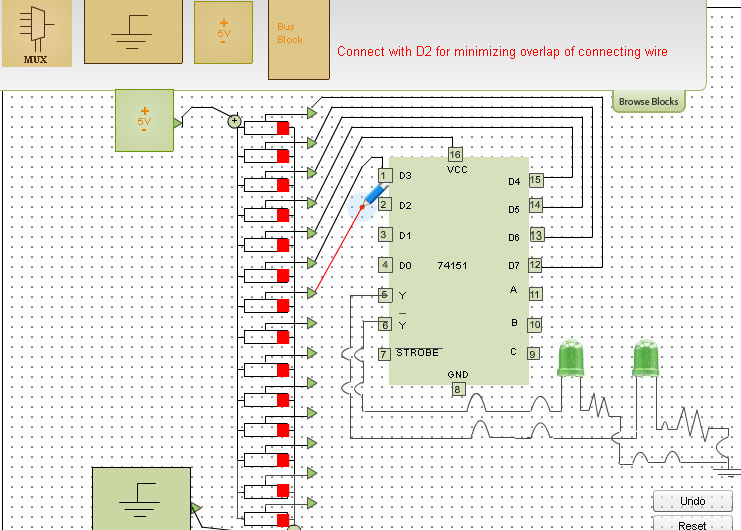 MUX
+
5V
-
Bus
Block
Connect with D2 for minimizing overlap of connecting wire
Browse Blocks
+
5V
-
+
16
VCC
1 D3
D4 15
2 D2
D5 14
3 D1
D6 13
4 D0
74151
D7 12
5 Y
A 11
6 Y
B 10
7 STROBE
C 9
GND
8
Undo
Reset